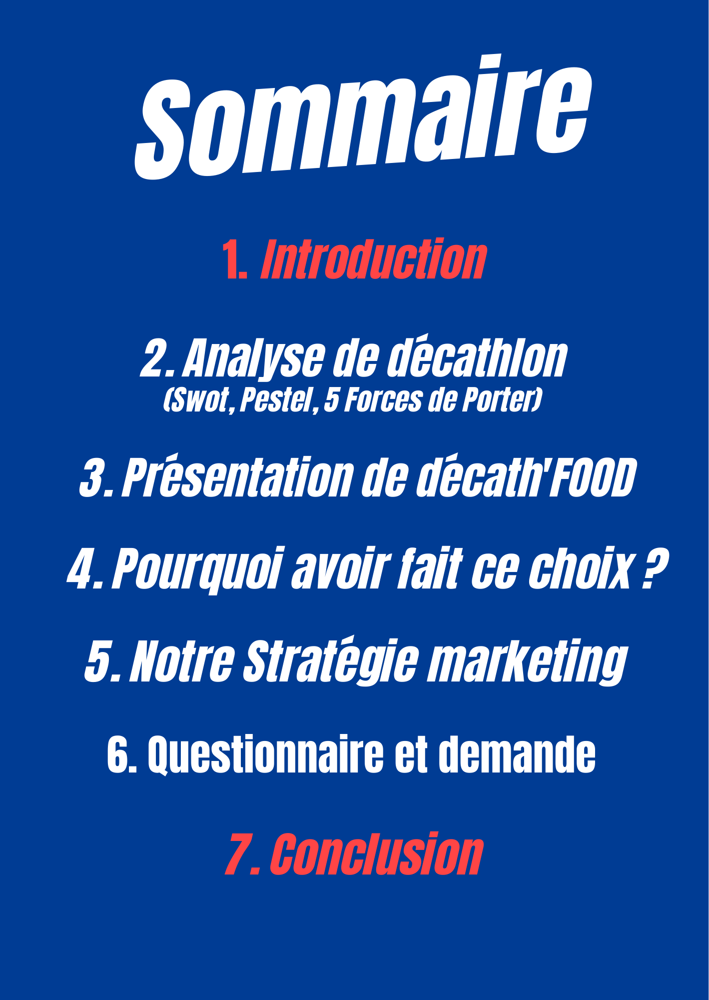 Sommaire
1. Introduction
2. Analyse de décathlon
(Swot, Pestel, 5 Forces de Porter)
3. Présentation de décath'FOOD
4. Pourquoi avoir fait ce choix ?
5. Notre Stratégie marketing
6. Questionnaire et demande
7. Conclusion